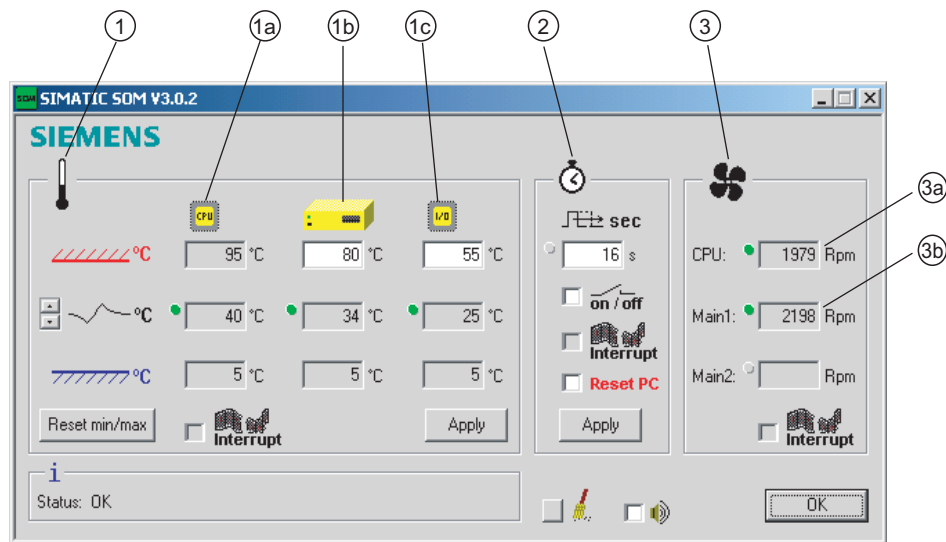 1 1a 1b 1c 2 3
SOM SIMATIC SOM V3.0.2
SIEMENS
3a
CPU I/O
sec
°C 95 °C 80 °C 55 °C 16 s CPU: 1979 Rpm
3b
on / off
°C 40 °C 34 °C 25 °C Main1: 2198 Rpm
Interrupt
°C 5 °C 5 °C 5 °C Reset PC Main2: Rpm
Reset min/max Interrupt Apply Apply Interrupt
i
Status: OK
OK